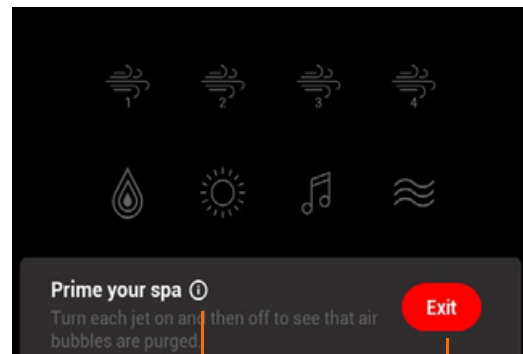 1 2 3 4
Prime your spa
Turn each jet on and then off to see that air
bubbles are purged.
Exit